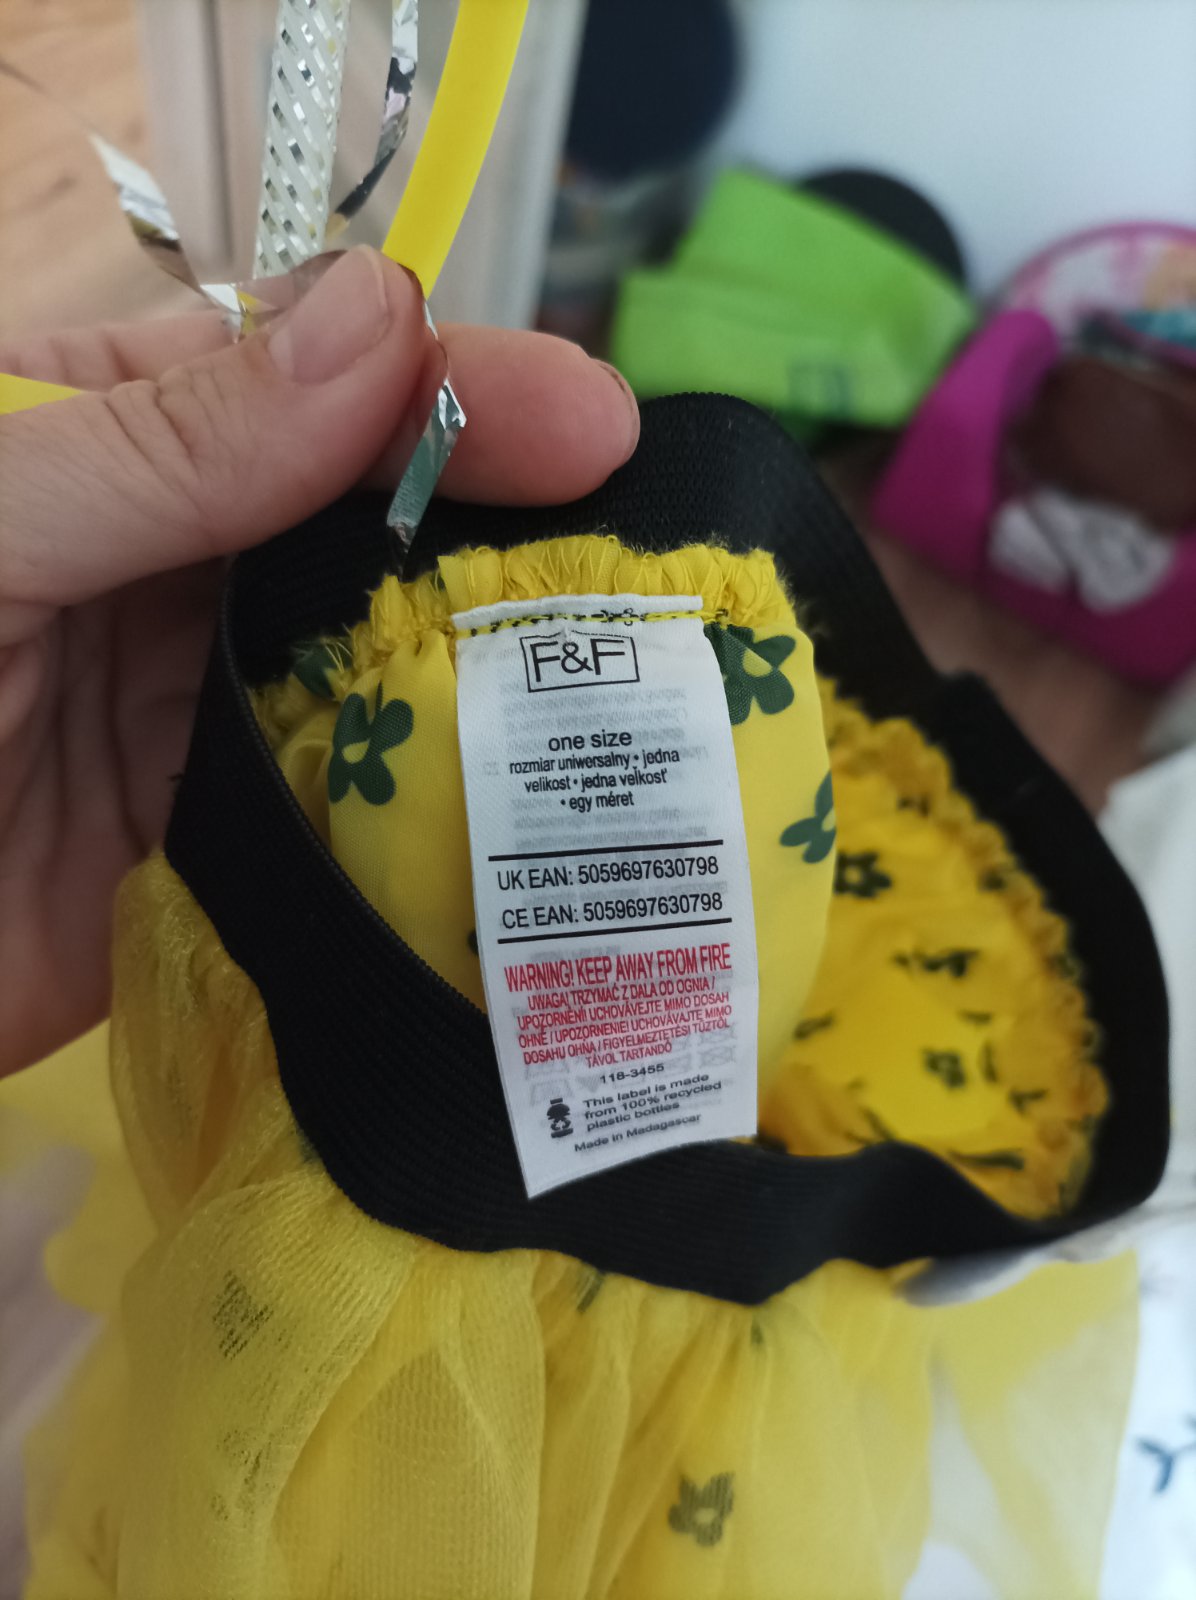 F&F
one size
rozmiar uniwersalny • jedna
velikost • jedna veľkosť
• egy méret
UK EAN: 5059697630798
CE EAN: 5059697630798
WARNING! KEEP AWAY FROM FIRE
UWAGA! TRZYMAĆ Z DALA OD OGNIA /
UPOZORNĚNÍ! UCHOVÁVEJTE MIMO DOSAH
OHNĚ / UPOZORNENIE! UCHOVÁVAJTE MIMO
DOSAHU OHŇA / FIGYELMEZTETÉS! TŰZTŐL
TÁVOL TARTANDÓ
118-3455
This label is made
from 100% recycled
plastic bottles
Made in Madagascar